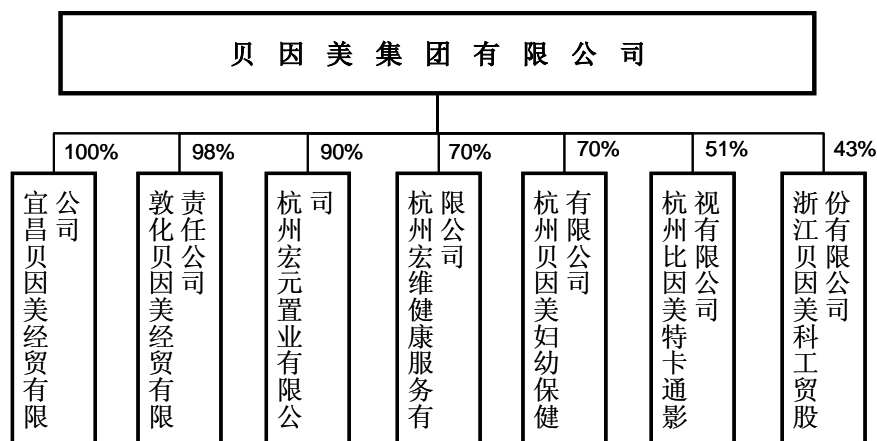 贝因美集团有限公司
100%
98%
90%
70%
70%
51%
43%
宜昌贝因美经贸有限
公司
敦化贝因美经贸有限
责任公司
杭州宏元置业有限公
司
杭州宏维健康服务有
限公司
杭州贝因美妇幼保健
有限公司
杭州比因美特卡通影
视有限公司
浙江贝因美科工贸股
份有限公司